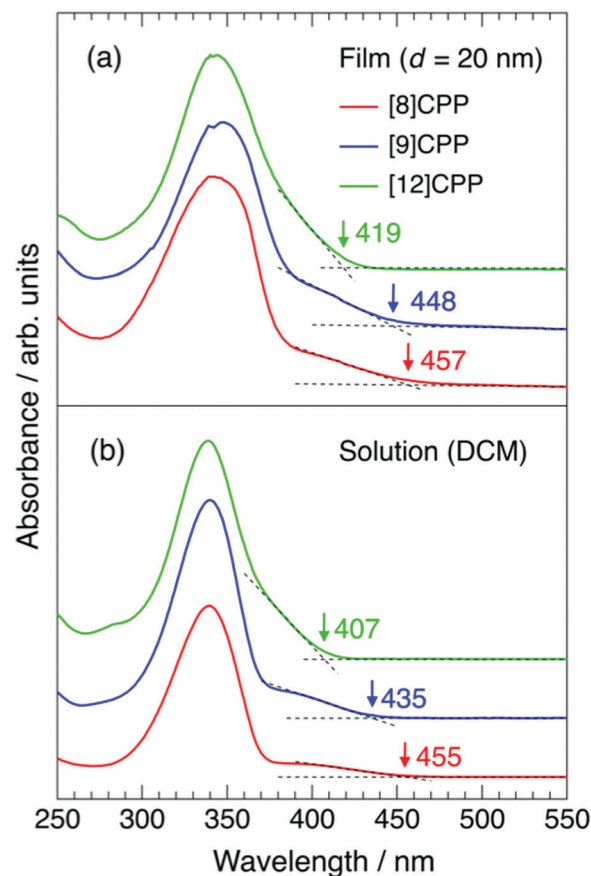 (a)
Film (d = 20 nm)
[8]CPP
[9]CPP
[12]CPP
419
448
457
(b)
Solution (DCM)
407
435
455
Absorbance / arb. units
250 300 350 400 450 500 550
Wavelength / nm